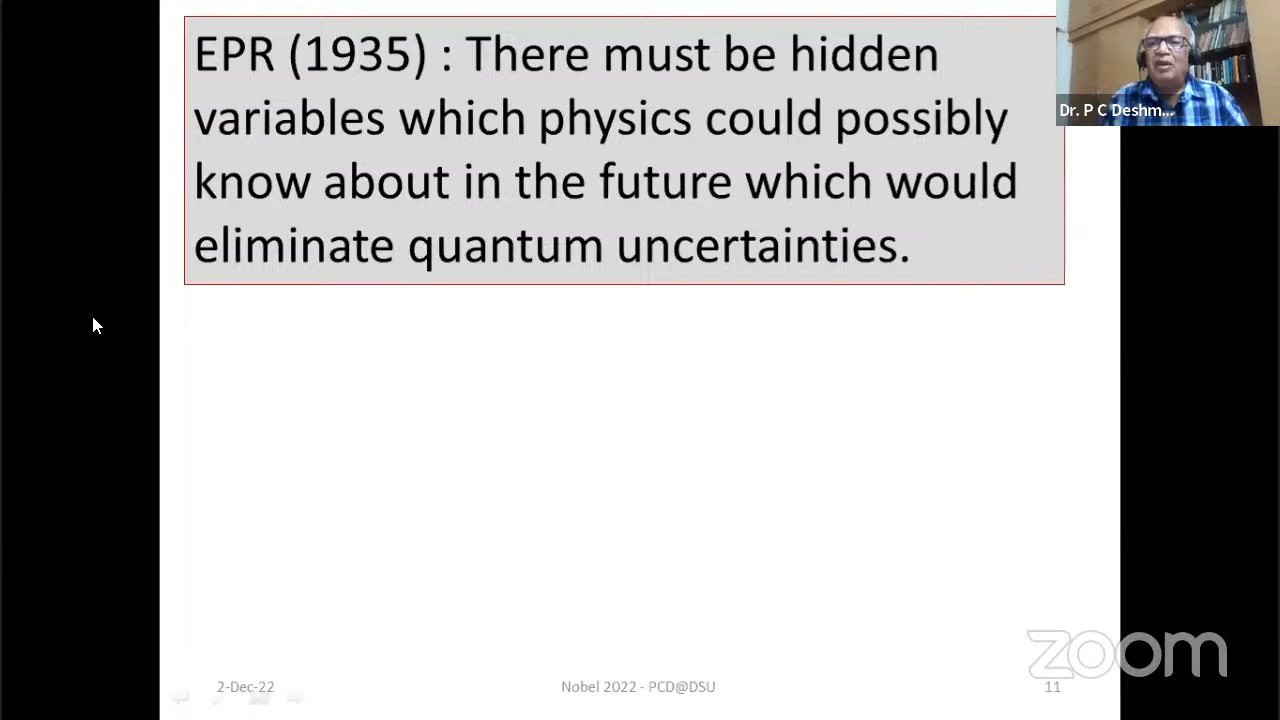 EPR (1935) : There must be hidden
variables which physics could possibly
know about in the future which would
eliminate quantum uncertainties.
Dr. P C Deshm...
zoom
2-Dec-22
Nobel 2022 - PCD@DSU
11